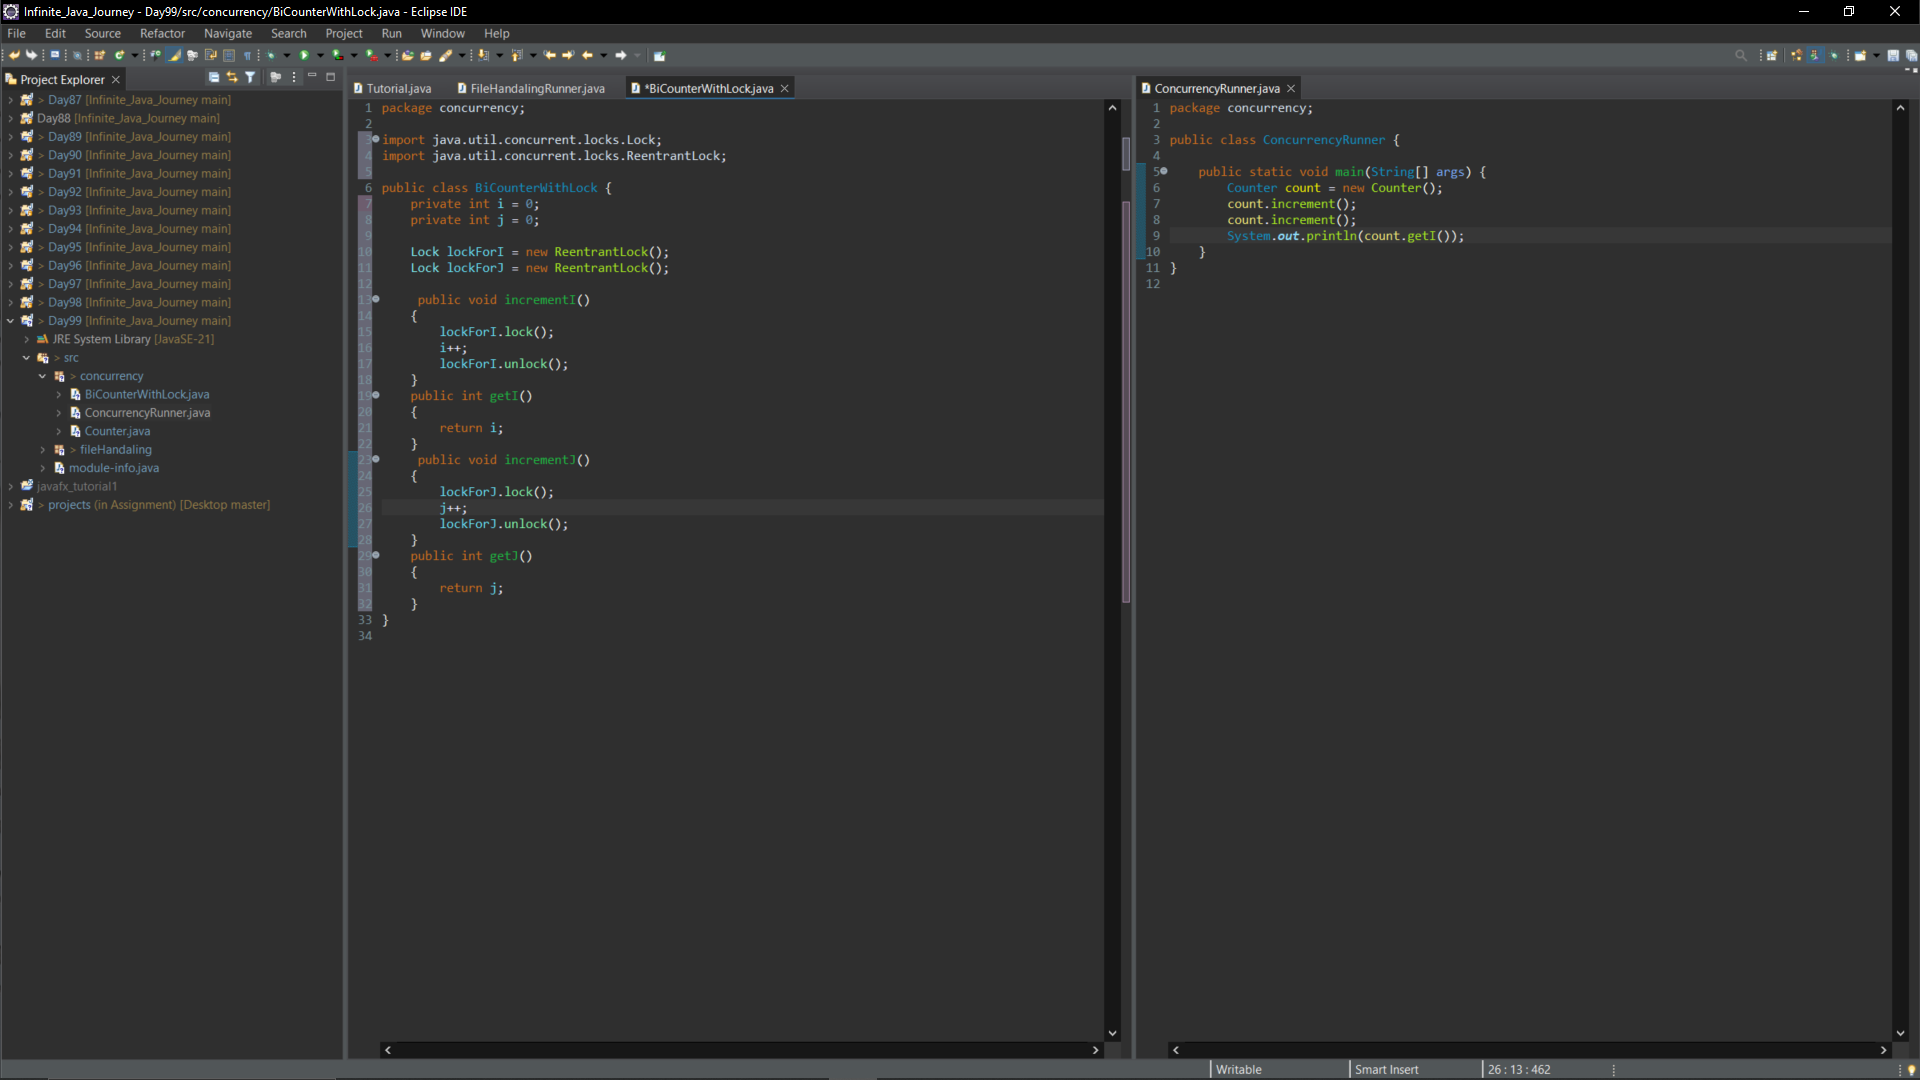 Infinite_Java_Journey - Day99/src/concurrency/BiCounterWithLock.java - Eclipse IDE
File Edit Source Refactor Navigate Search Project Run Window Help
Project Explorer
> Day87 [Infinite_Java_Journey main]
Day88 [Infinite_Java_Journey main]
> Day89 [Infinite_Java_Journey main]
> Day90 [Infinite_Java_Journey main]
> Day91 [Infinite_Java_Journey main]
> Day92 [Infinite_Java_Journey main]
> Day93 [Infinite_Java_Journey main]
> Day94 [Infinite_Java_Journey main]
> Day95 [Infinite_Java_Journey main]
> Day96 [Infinite_Java_Journey main]
> Day97 [Infinite_Java_Journey main]
> Day98 [Infinite_Java_Journey main]
> Day99 [Infinite_Java_Journey main]
JRE System Library [JavaSE-21]
> src
> concurrency
BiCounterWithLock.java
ConcurrencyRunner.java
Counter.java
> fileHandaling
module-info.java
javafx_tutorial1
> projects (in Assignment) [Desktop master]
Tutorial.java FileHandalingRunner.java *BiCounterWithLock.java
1 package concurrency;
2
3 import java.util.concurrent.locks.Lock;
4 import java.util.concurrent.locks.ReentrantLock;
5
6 public class BiCounterWithLock {
7 private int i = 0;
8 private int j = 0;
9
10 Lock lockForI = new ReentrantLock();
11 Lock lockForJ = new ReentrantLock();
12
13 public void incrementI()
14 {
15 lockForI.lock();
16 i++;
17 lockForI.unlock();
18 }
19 public int getI()
20 {
21 return i;
22 }
23 public void incrementJ()
24 {
25 lockForJ.lock();
26 j++;
27 lockForJ.unlock();
28 }
29 public int getJ()
30 {
31 return j;
32 }
33 }
34
ConcurrencyRunner.java
1 package concurrency;
2
3 public class ConcurrencyRunner {
4
5 public static void main(String[] args) {
6 Counter count = new Counter();
7 count.increment();
8 count.increment();
9 System.out.println(count.getI());
10 }
11 }
12
Writable Smart Insert 26 : 13 : 462